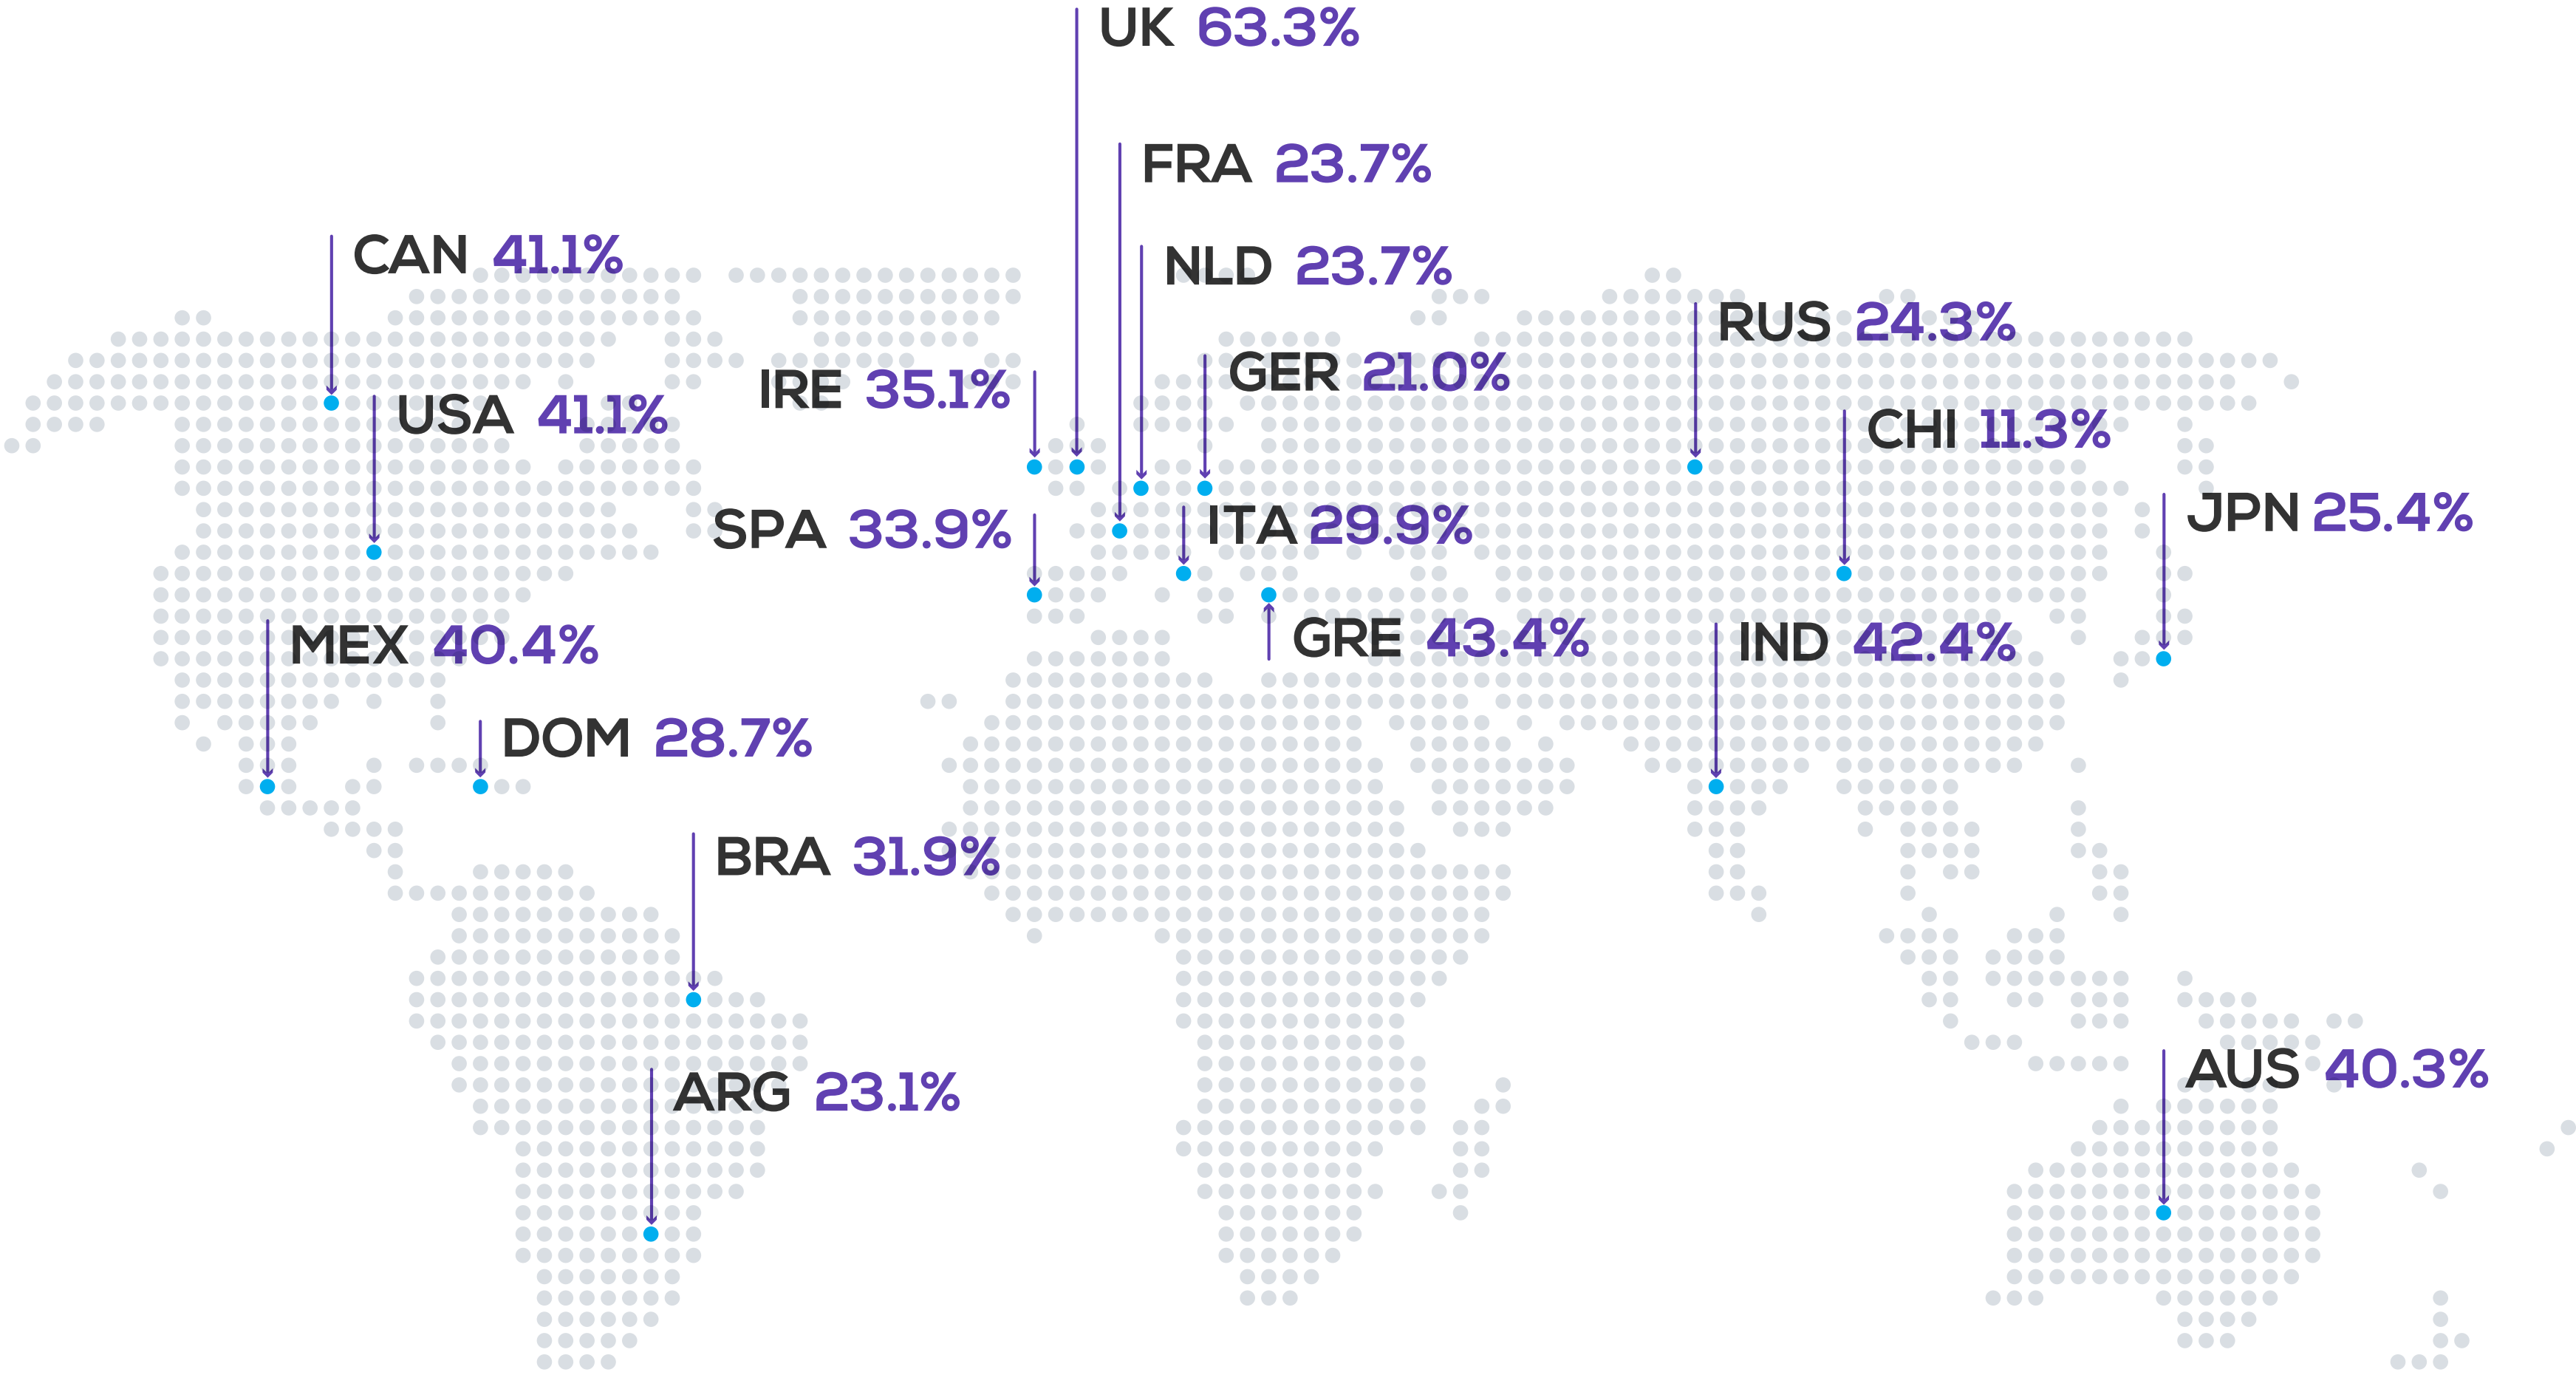 UK 63.3%
FRA 23.7%
CAN 41.1%
NLD 23.7%
RUS 24.3%
GER 21.0%
IRE 35.1%
USA 41.1%
CHI 11.3%
JPN 25.4%
ITA 29.9%
SPA 33.9%
GRE 43.4%
IND 42.4%
MEX 40.4%
DOM 28.7%
BRA 31.9%
AUS 40.3%
ARG 23.1%